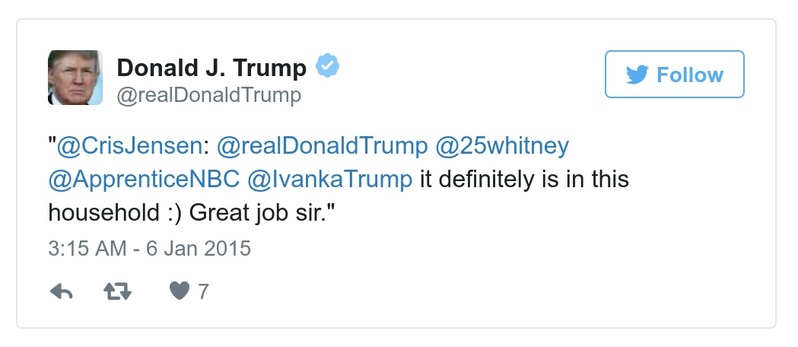 Donald J. Trump
@realDonaldTrump
Follow
"@CrisJensen: @realDonaldTrump @25whitney
@ApprenticeNBC @IvankaTrump it definitely is in this
household :) Great job sir."
3:15 AM - 6 Jan 2015
7